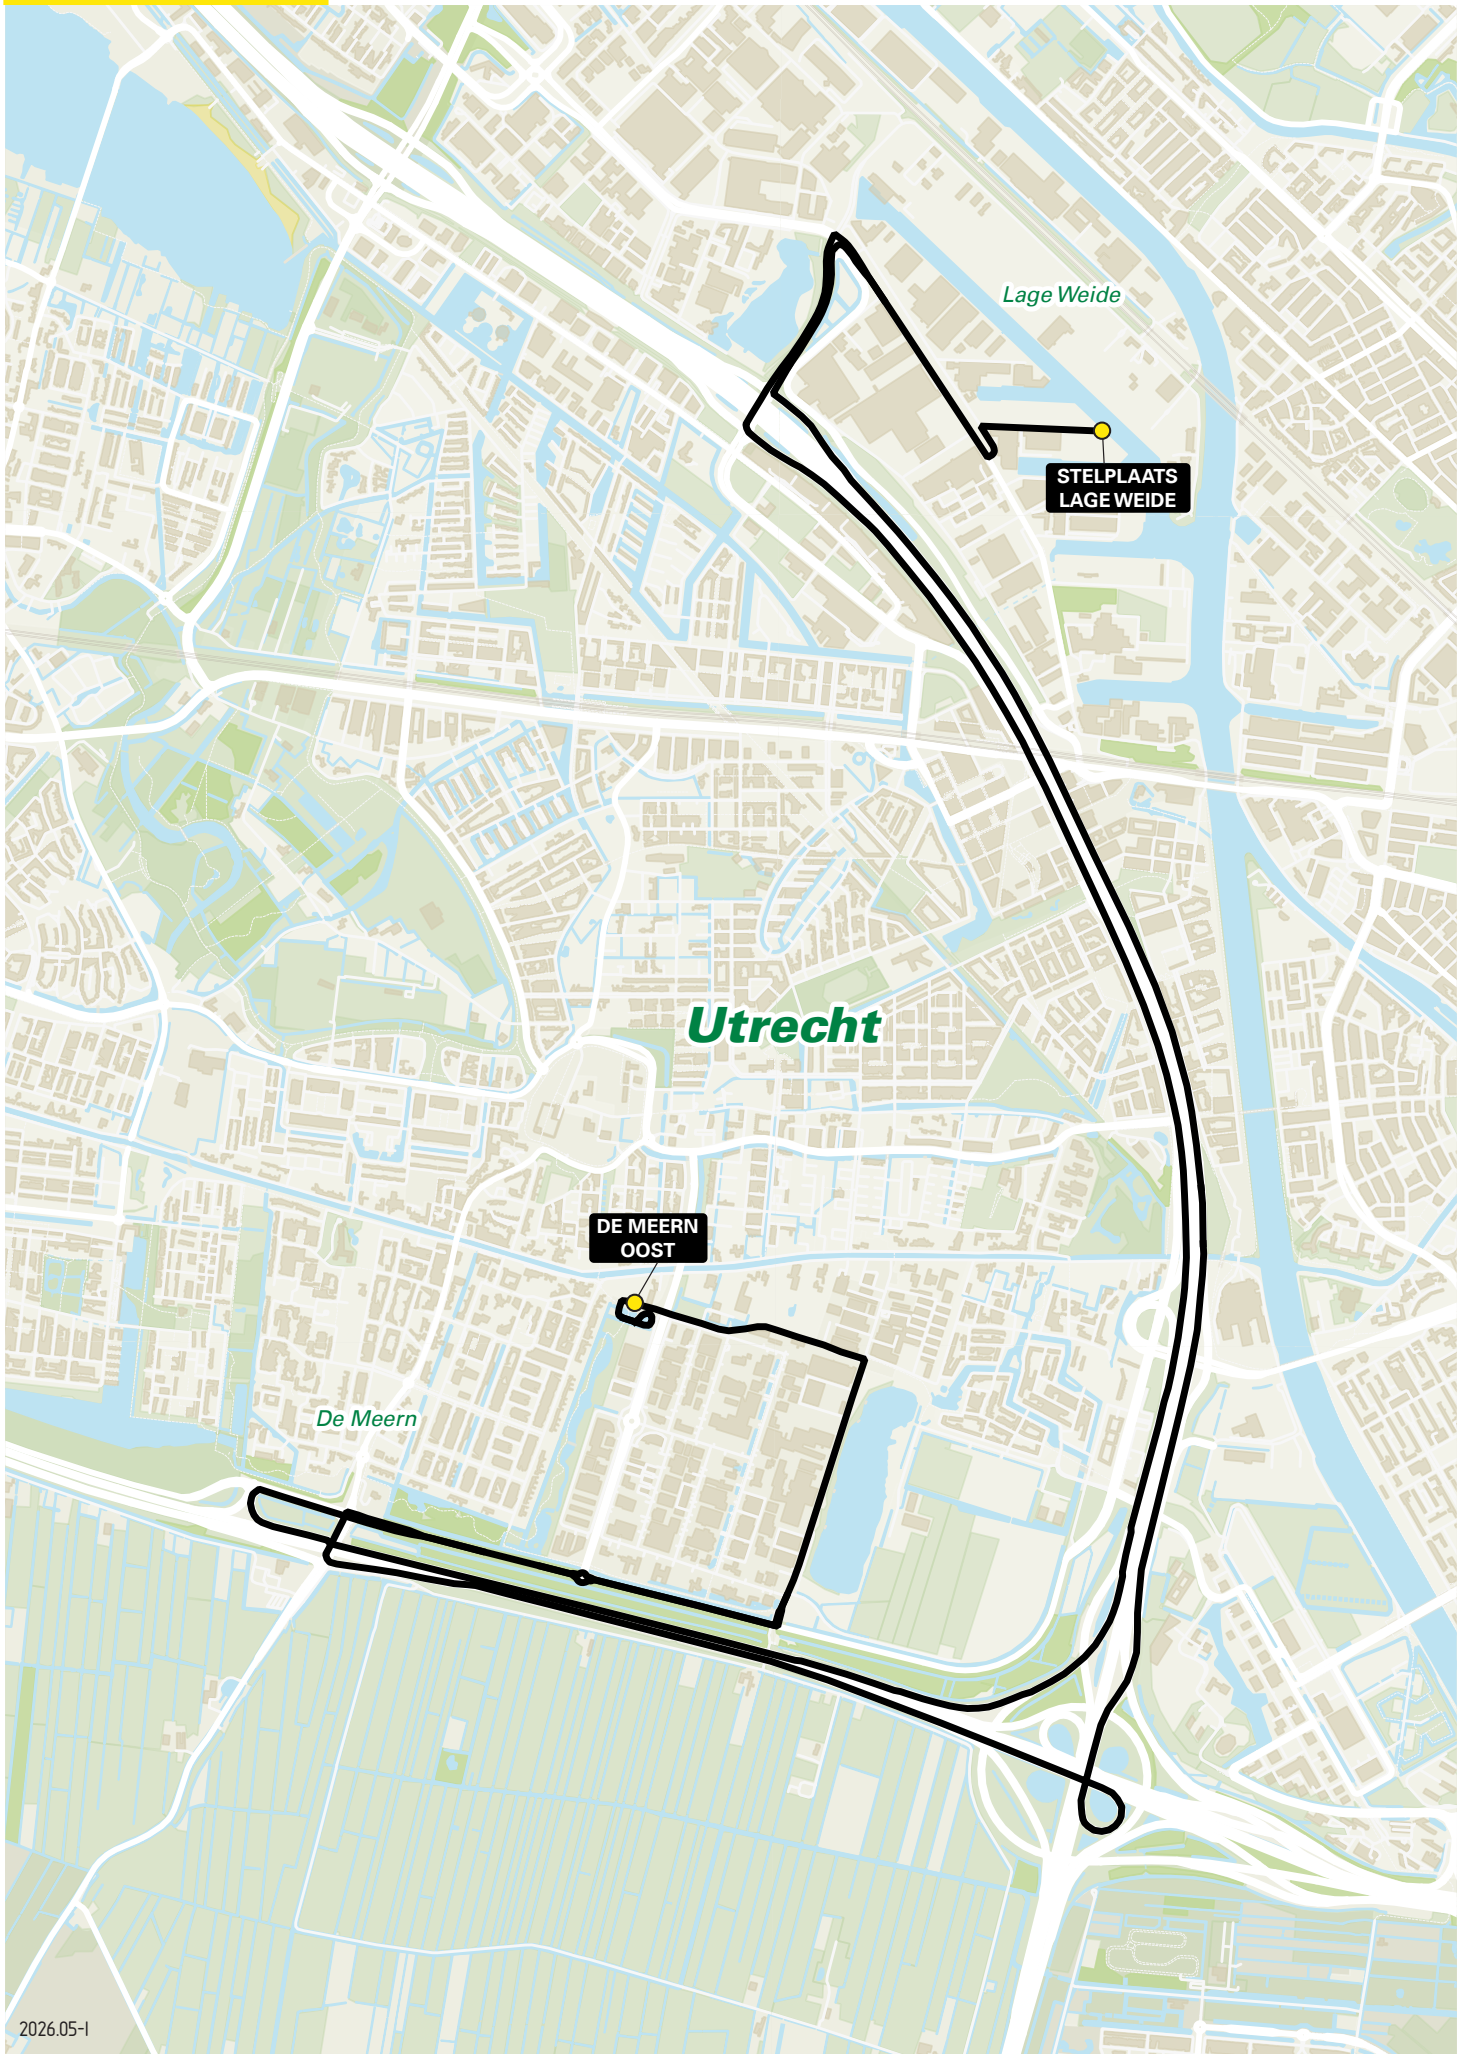 Lage Weide
STELPLAATS
LAGE WEIDE
Utrecht
DE MEERN
OOST
De Meern
2026.05-I